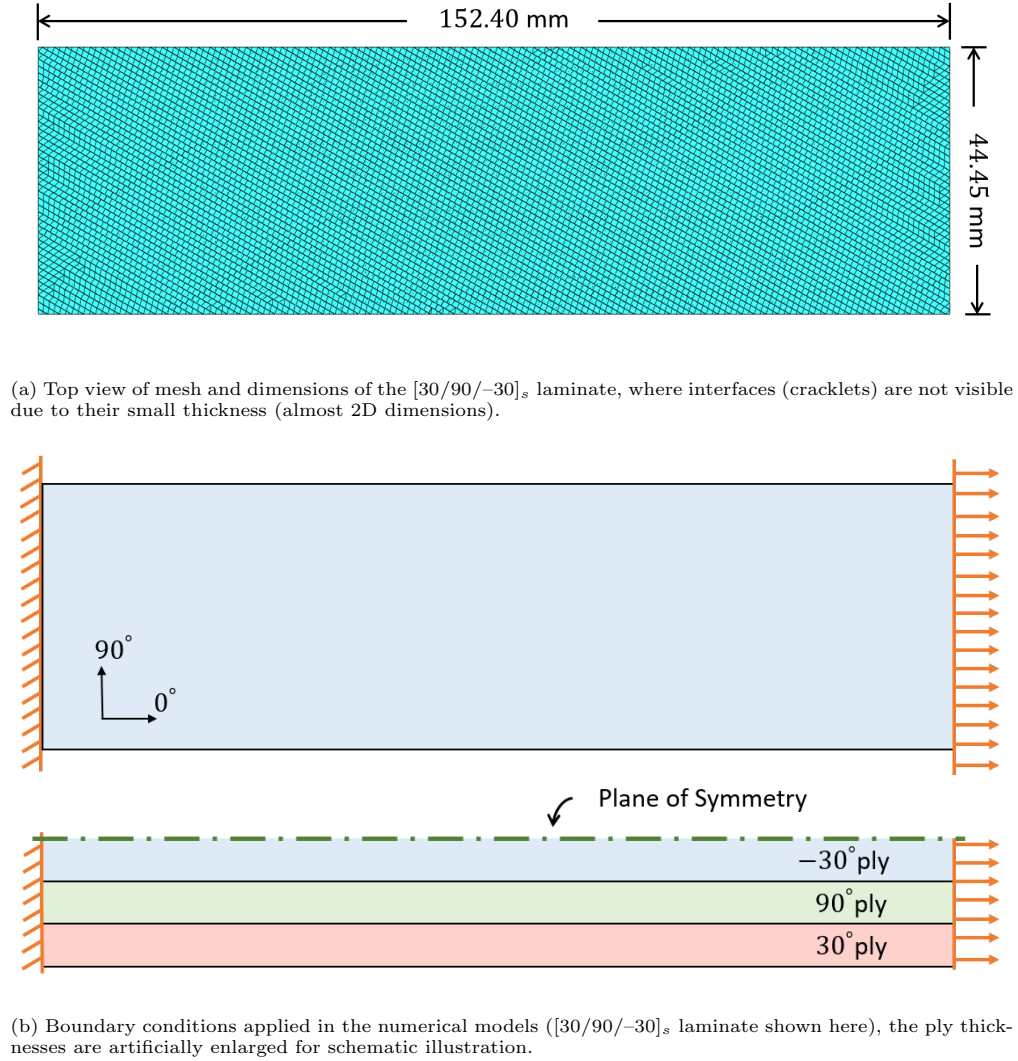 152.40 mm
44.45 mm
(a) Top view of mesh and dimensions of the [30/90/–30]s laminate, where interfaces (cracklets) are not visible
due to their small thickness (almost 2D dimensions).
90°
0°
Plane of Symmetry
−30°ply
90°ply
30°ply
(b) Boundary conditions applied in the numerical models ([30/90/–30]s laminate shown here), the ply thick-
nesses are artificially enlarged for schematic illustration.